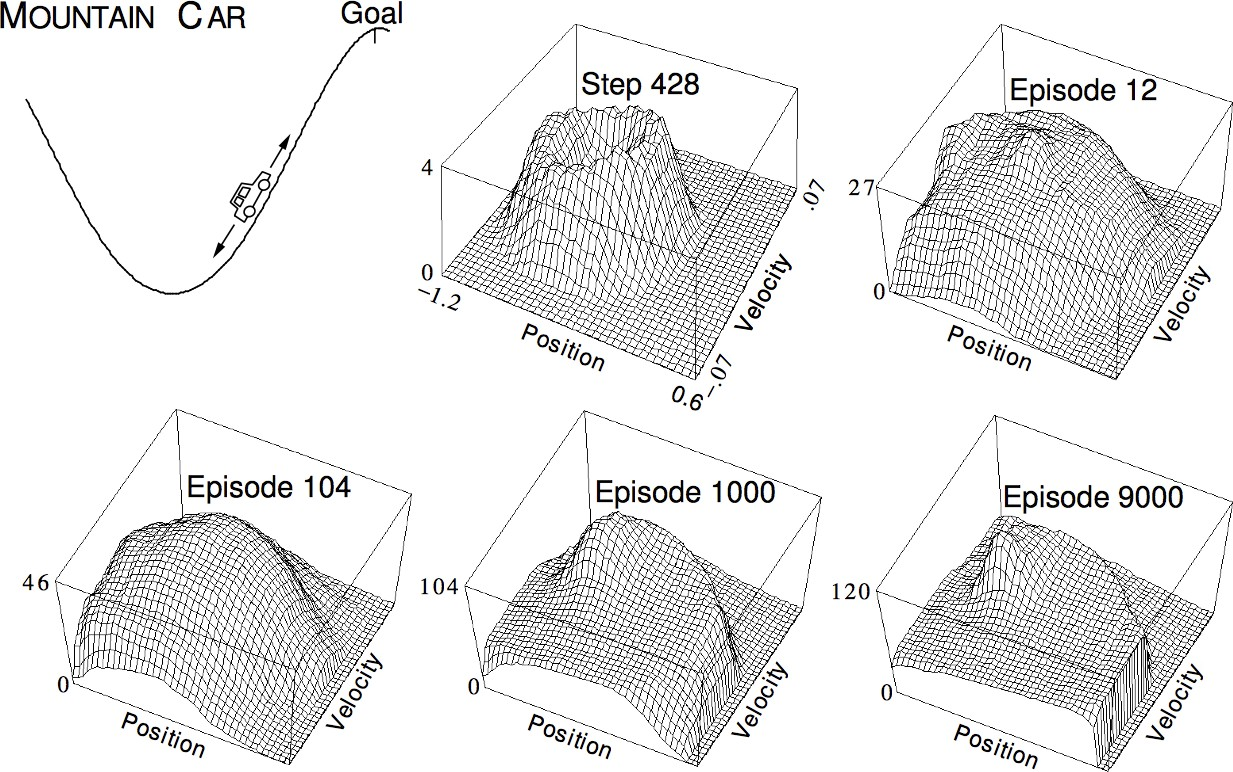 MOUNTAIN CAR
Goal
Step 428
4
0
−1.2
Position
0.6
−.07
Velocity
.07
Episode 12
27
0
Position
Velocity
Episode 104
46
0
Position
Velocity
Episode 1000
104
0
Position
Velocity
Episode 9000
120
0
Position
Velocity